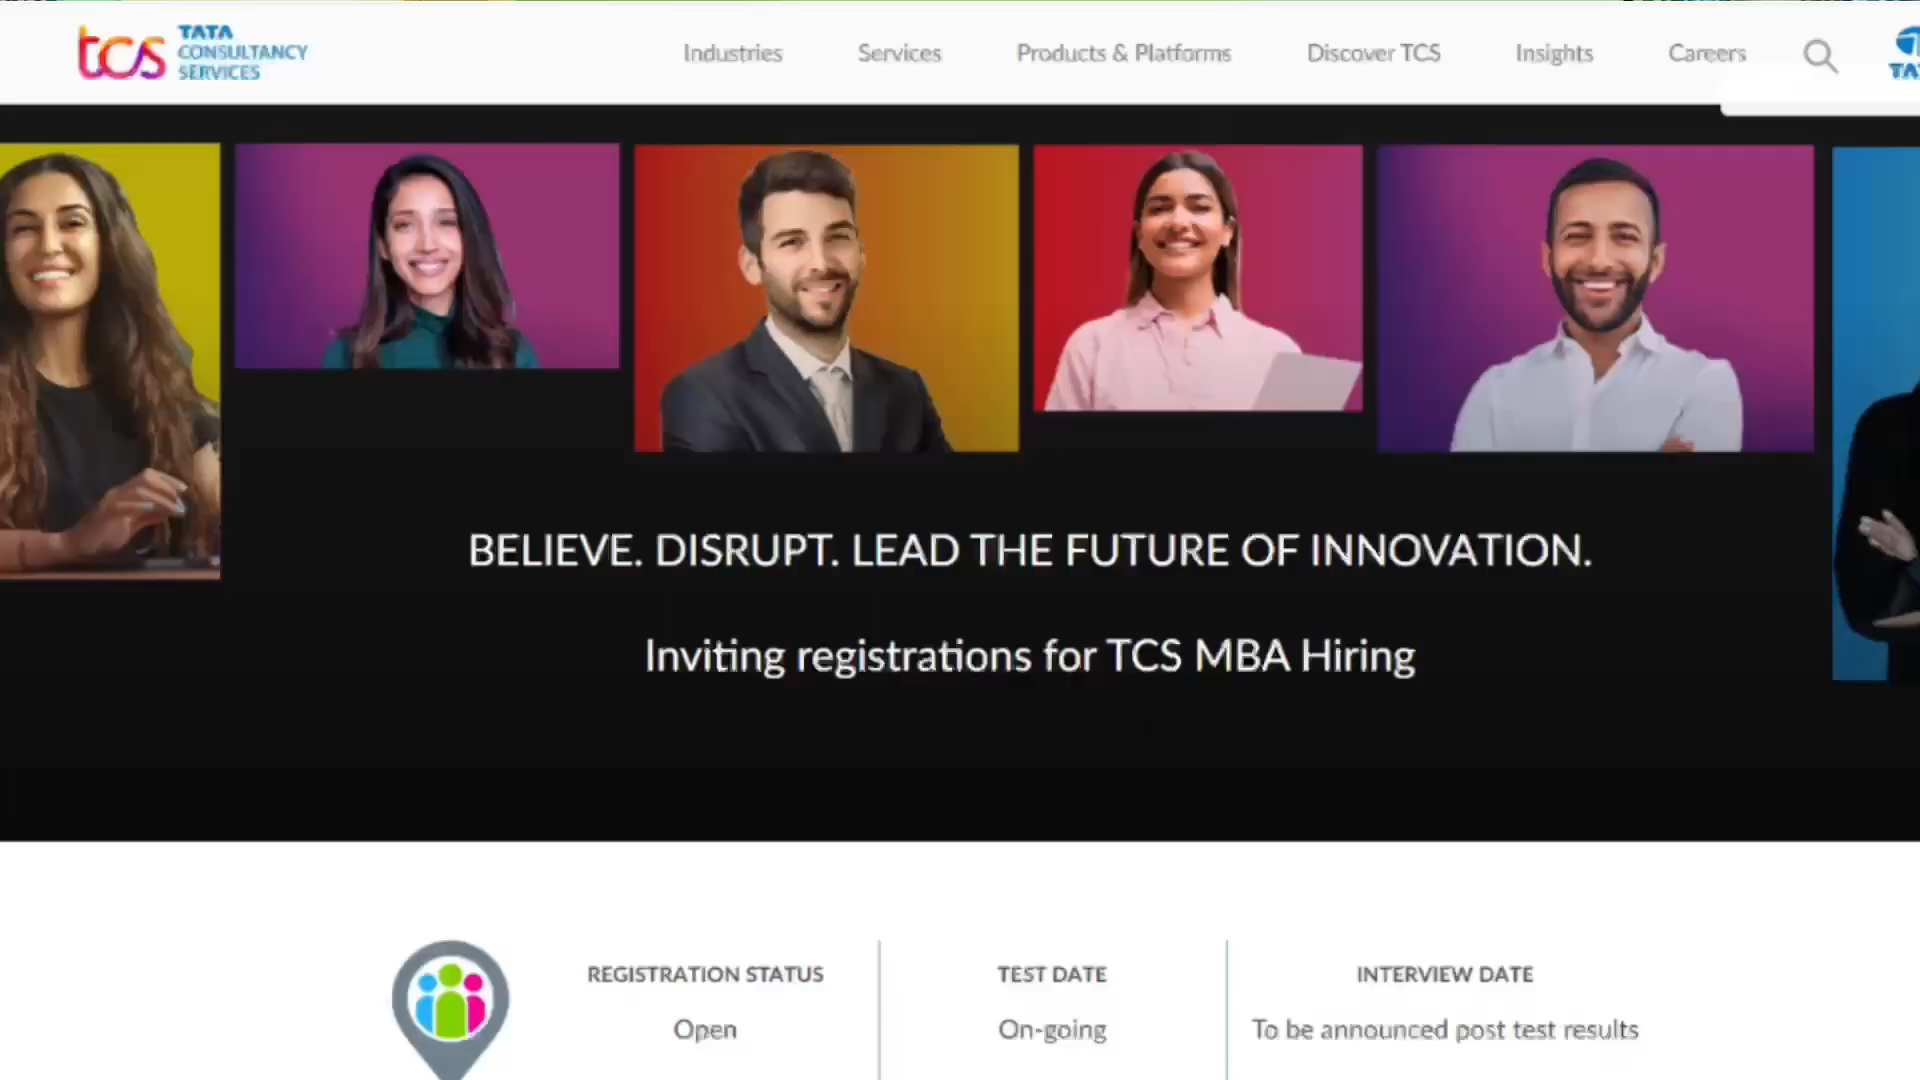 tcs TATA
CONSULTANCY
SERVICES
Industries
Services
Products & Platforms
Discover TCS
Insights
Careers
BELIEVE. DISRUPT. LEAD THE FUTURE OF INNOVATION.
Inviting registrations for TCS MBA Hiring
REGISTRATION STATUS
Open
TEST DATE
On-going
INTERVIEW DATE
To be announced post test results